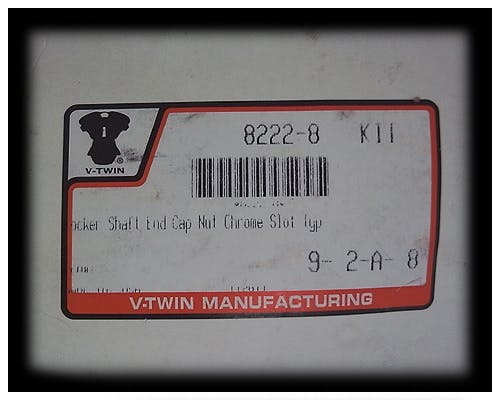 8222-8 KIT
V-TWIN
®
ocker Shaft End Cap Nut Chrome Slot Typ
9- 2-A- 8
V-TWIN MANUFACTURING